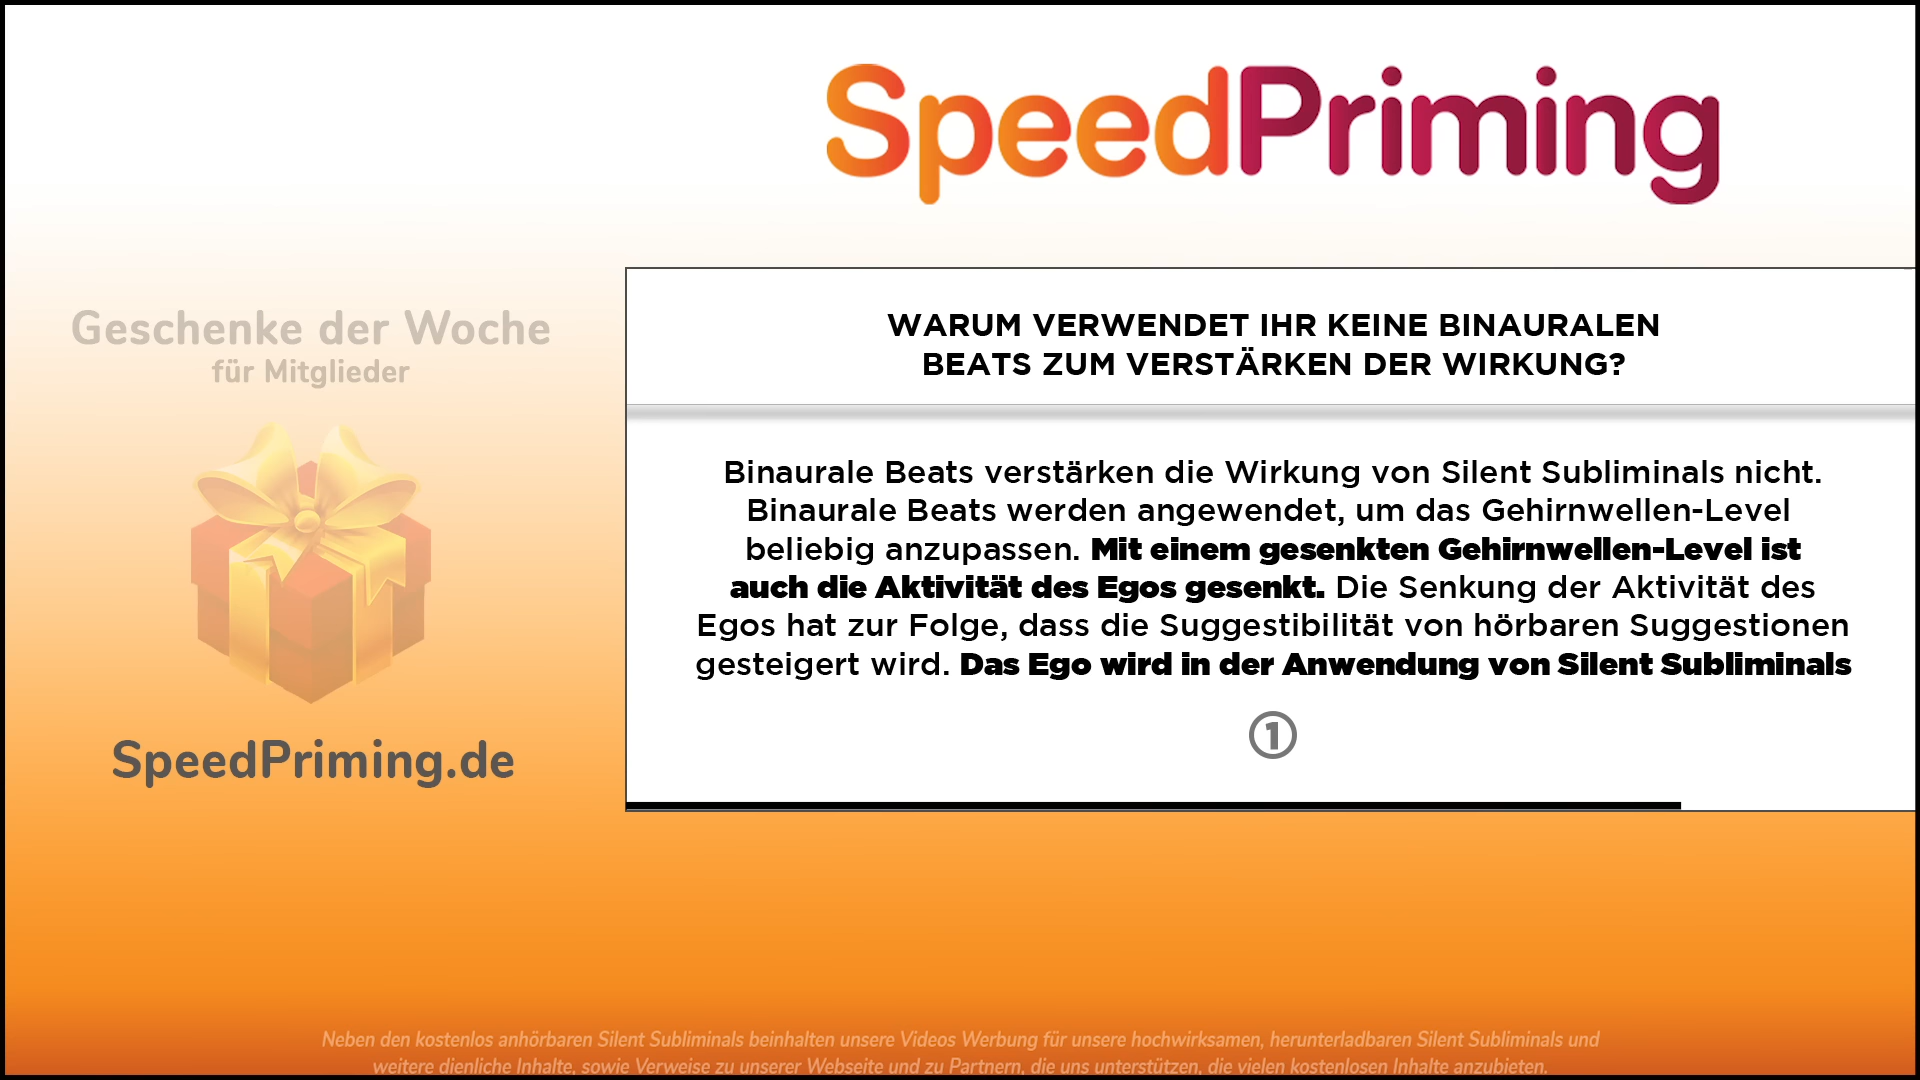 SpeedPriming
Geschenke der Woche
für Mitglieder
SpeedPriming.de
WARUM VERWENDET IHR KEINE BINAURALEN
BEATS ZUM VERSTÄRKEN DER WIRKUNG?
Binaurale Beats verstärken die Wirkung von Silent Subliminals nicht.
Binaurale Beats werden angewendet, um das Gehirnwellen-Level
beliebig anzupassen. Mit einem gesenkten Gehirnwellen-Level ist
auch die Aktivität des Egos gesenkt. Die Senkung der Aktivität des
Egos hat zur Folge, dass die Suggestibilität von hörbaren Suggestionen
gesteigert wird. Das Ego wird in der Anwendung von Silent Subliminals
①
Neben den kostenlos anhörbaren Silent Subliminals beinhalten unsere Videos Werbung für unsere hochwirksamen, herunterladbaren Silent Subliminals und
weitere dienliche Inhalte, sowie Verweise zu unserer Webseite und zu Partnern, die uns unterstützen, die vielen kostenlosen Inhalte anzubieten.